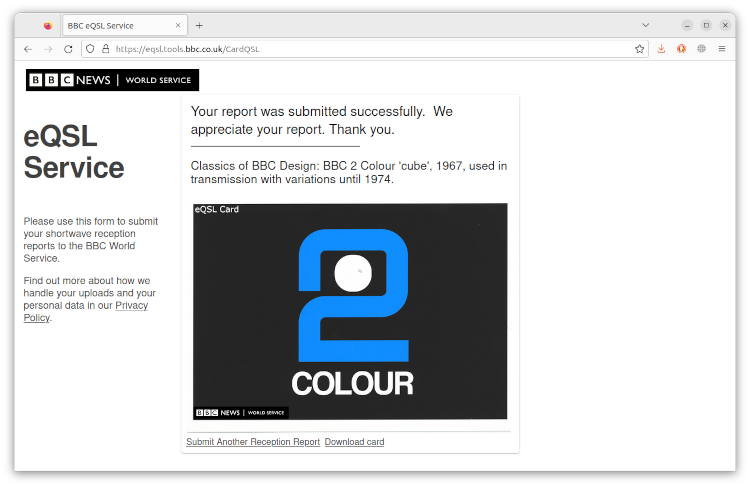 BBC eQSL Service
https://eqsl.tools.bbc.co.uk/CardQSL
BBC NEWS | WORLD SERVICE
eQSL
Service
Please use this form to submit
your shortwave reception
reports to the BBC World
Service.
Find out more about how we
handle your uploads and your
personal data in our Privacy
Policy.
Your report was submitted successfully.  We
appreciate your report. Thank you.
Classics of BBC Design: BBC 2 Colour 'cube', 1967, used in
transmission with variations until 1974.
eQSL Card
2
COLOUR
BBC NEWS | WORLD SERVICE
Submit Another Reception Report Download card